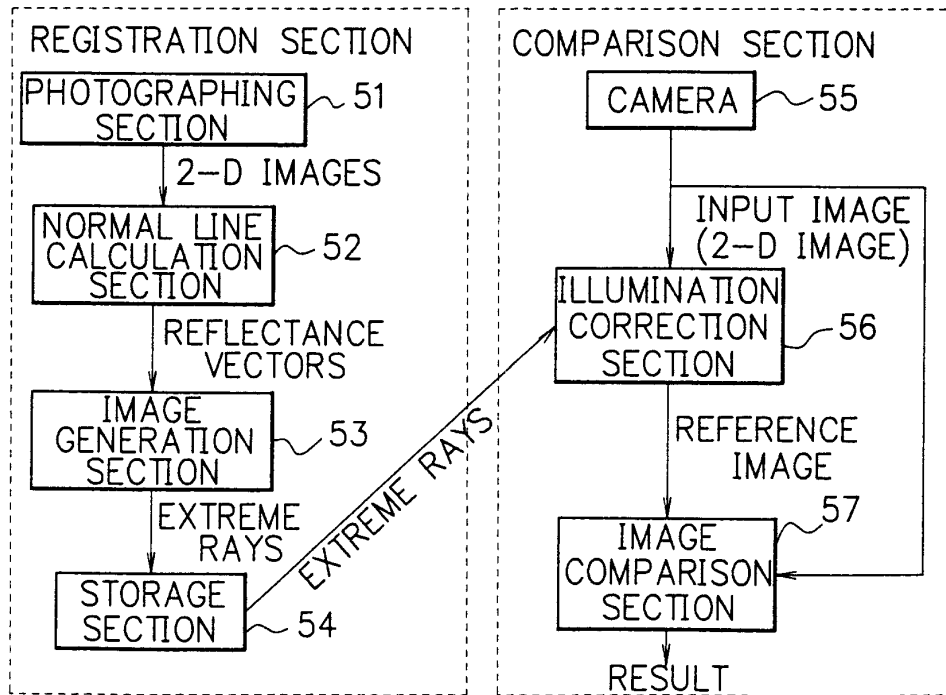 REGISTRATION SECTION
PHOTOGRAPHING
SECTION
51
2-D IMAGES
NORMAL LINE
CALCULATION
SECTION
52
REFLECTANCE
VECTORS
IMAGE
GENERATION
SECTION
53
EXTREME
RAYS
STORAGE
SECTION
54
EXTREME RAYS
COMPARISON SECTION
CAMERA
55
INPUT IMAGE
(2-D IMAGE)
ILLUMINATION
CORRECTION
SECTION
56
REFERENCE
IMAGE
IMAGE
COMPARISON
SECTION
57
RESULT